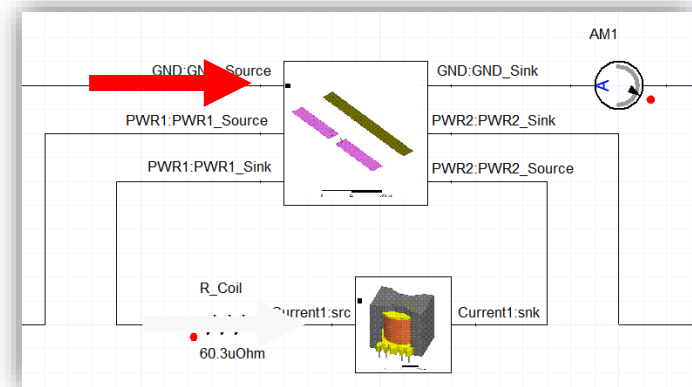 AM1
GND:GND_Source
GND:GND_Sink
A
PWR1:PWR1_Source
PWR2:PWR2_Sink
PWR1:PWR1_Sink
PWR2:PWR2_Source
R_Coil
Current1:src
Current1:snk
60.3uOhm